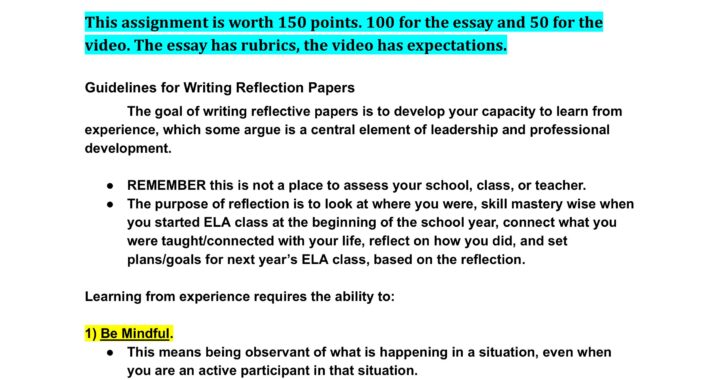 This assignment is worth 150 points. 100 for the essay and 50 for the
video. The essay has rubrics, the video has expectations.
Guidelines for Writing Reflection Papers
The goal of writing reflective papers is to develop your capacity to learn from
experience, which some argue is a central element of leadership and professional
development.
● REMEMBER this is not a place to assess your school, class, or teacher.
● The purpose of reflection is to look at where you were, skill mastery wise when
you started ELA class at the beginning of the school year, connect what you
were taught/connected with your life, reflect on how you did, and set
plans/goals for next year’s ELA class, based on the reflection.
Learning from experience requires the ability to:
1) Be Mindful.
● This means being observant of what is happening in a situation, even when
you are an active participant in that situation.